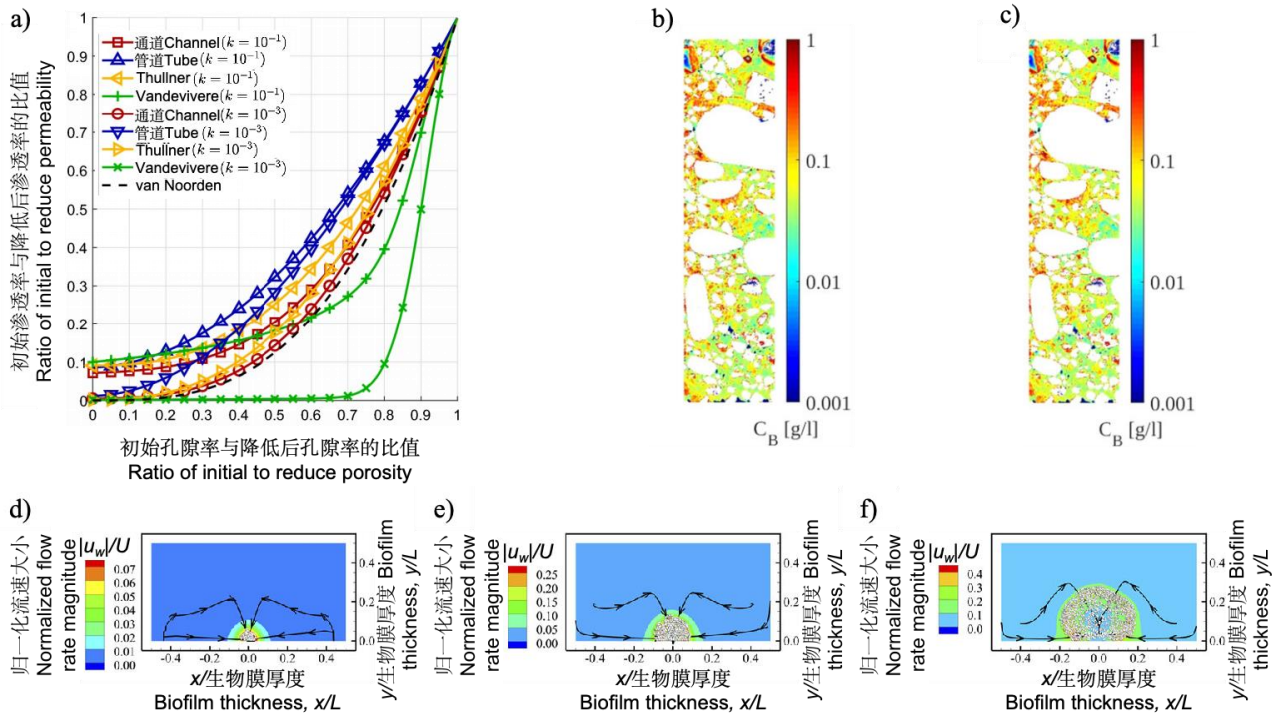 a)
初始渗透率与降低后渗透率的比值
Ratio of initial to reduce permeability
1
0.9
0.8
0.7
0.6
0.5
0.4
0.3
0.2
0.1
0
通道Channel(k = 10⁻¹)
管道Tube(k = 10⁻¹)
Thullner(k = 10⁻¹)
Vandevivere(k = 10⁻¹)
通道Channel(k = 10⁻³)
管道Tube(k = 10⁻³)
Thullner(k = 10⁻³)
Vandevivere(k = 10⁻³)
van Noorden
0 0.1 0.2 0.3 0.4 0.5 0.6 0.7 0.8 0.9 1
初始孔隙率与降低后孔隙率的比值
Ratio of initial to reduce porosity
b)
1
0.1
0.01
0.001
C_B [g/l]
c)
1
0.1
0.01
0.001
C_B [g/l]
d)
归一化流速大小
Normalized flow
rate magnitude
|u_w|/U
0.07
0.06
0.05
0.04
0.03
0.02
0.01
0.00
-0.4 -0.2 0.0 0.2 0.4
x/生物膜厚度
Biofilm thickness, x/L
0.4
0.2
0.0
y/生物膜厚度 Biofilm
thickness, y/L
e)
归一化流速大小
Normalized flow
rate magnitude
|u_w|/U
0.25
0.20
0.15
0.10
0.05
0.00
-0.4 -0.2 0.0 0.2 0.4
x/生物膜厚度
Biofilm thickness, x/L
0.4
0.2
0.0
y/生物膜厚度 Biofilm
thickness, y/L
f)
归一化流速大小
Normalized flow
rate magnitude
|u_w|/U
0.4
0.3
0.2
0.1
0.0
-0.4 -0.2 0.0 0.2 0.4
x/生物膜厚度
Biofilm thickness, x/L
0.4
0.2
0.0
y/生物膜厚度 Biofilm
thickness, y/L